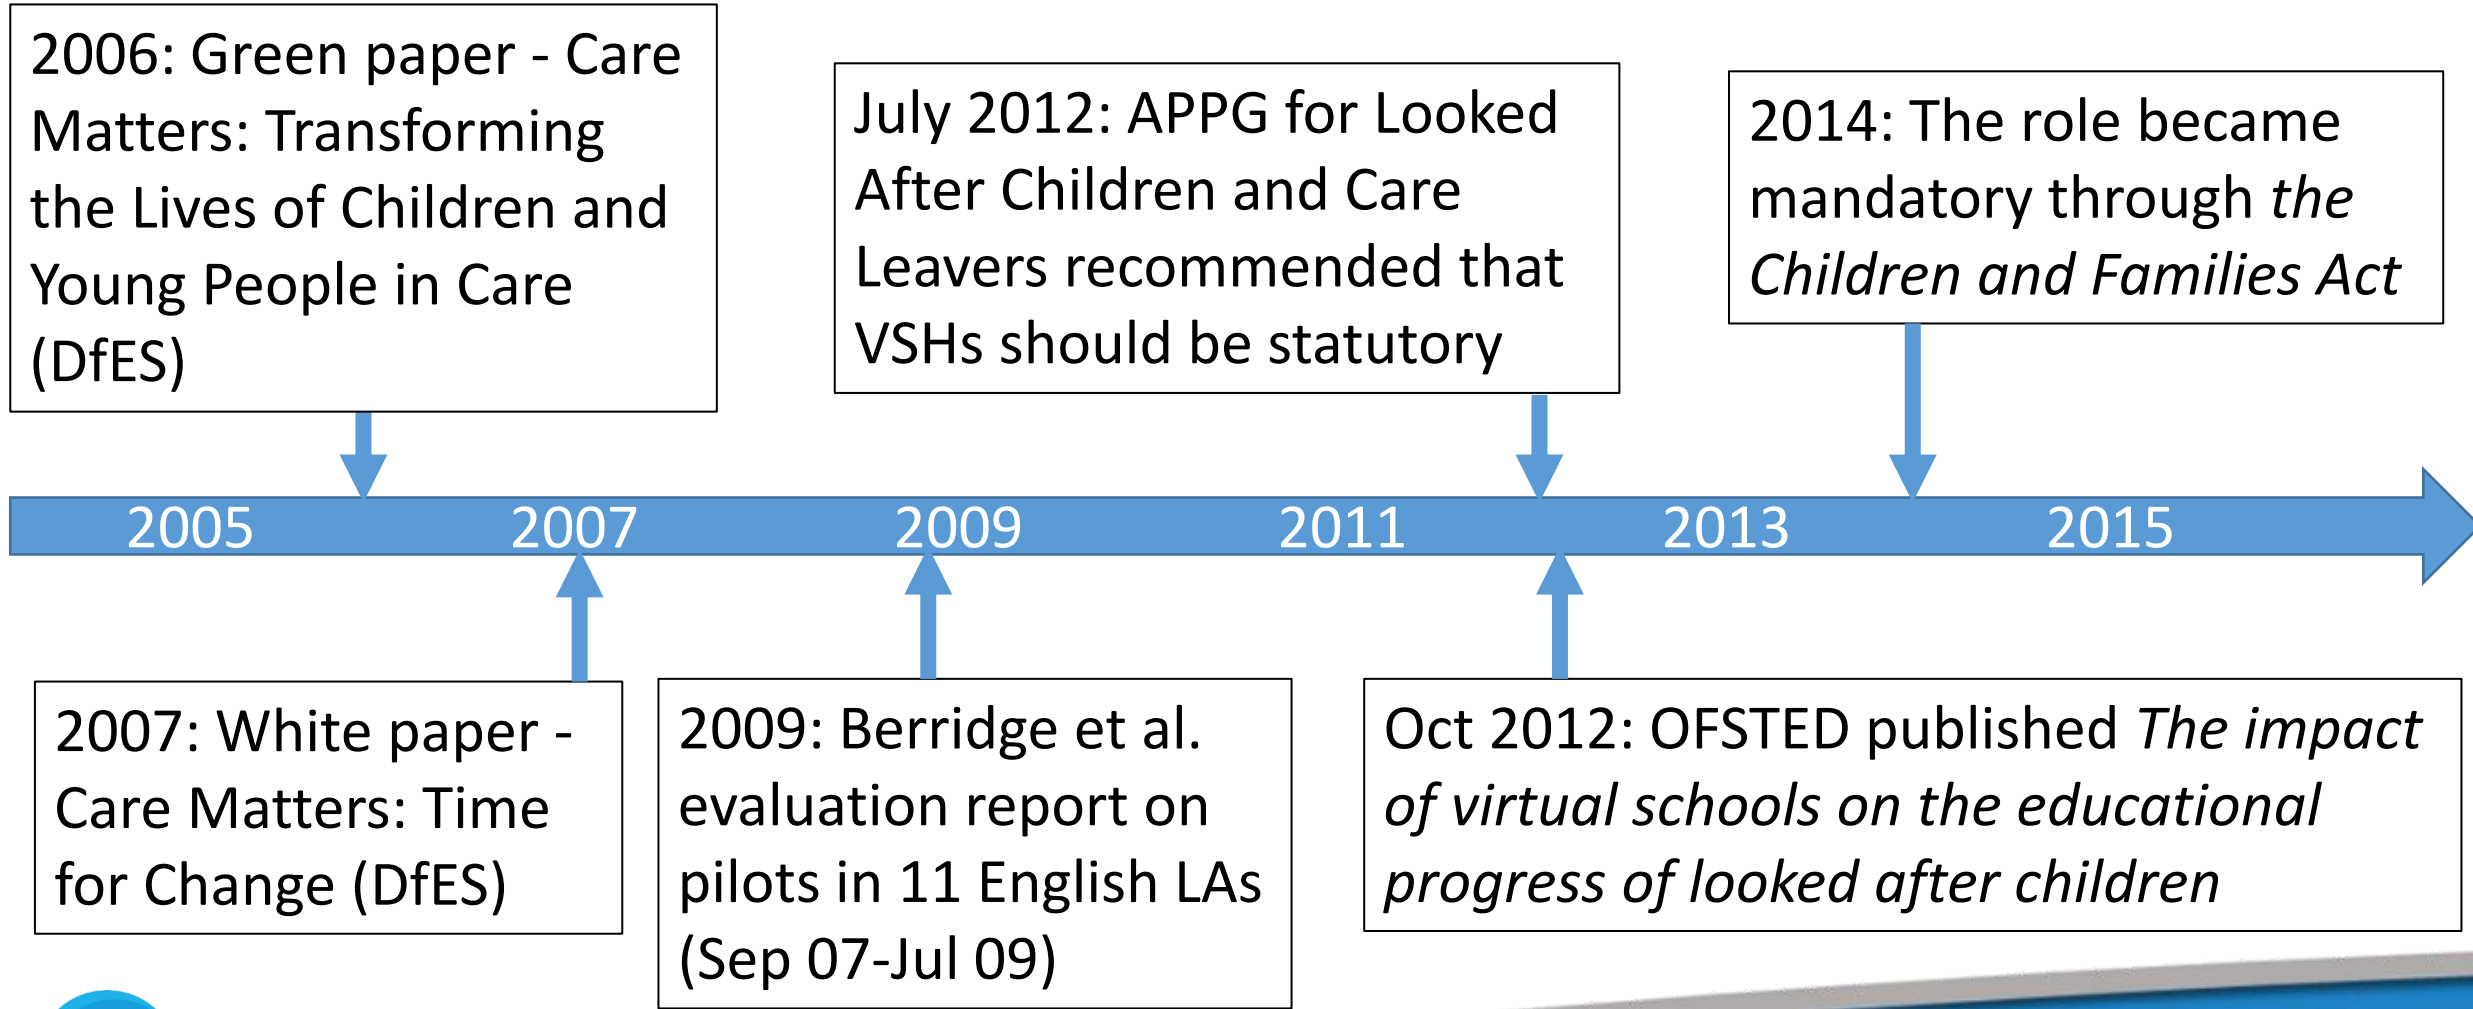 2006: Green paper - Care
Matters: Transforming
the Lives of Children and
Young People in Care
(DfES)
July 2012: APPG for Looked
After Children and Care
Leavers recommended that
VSHs should be statutory
2014: The role became
mandatory through the
Children and Families Act
2005 2007 2009 2011 2013 2015
2007: White paper -
Care Matters: Time
for Change (DfES)
2009: Berridge et al.
evaluation report on
pilots in 11 English LAs
(Sep 07-Jul 09)
Oct 2012: OFSTED published The impact
of virtual schools on the educational
progress of looked after children